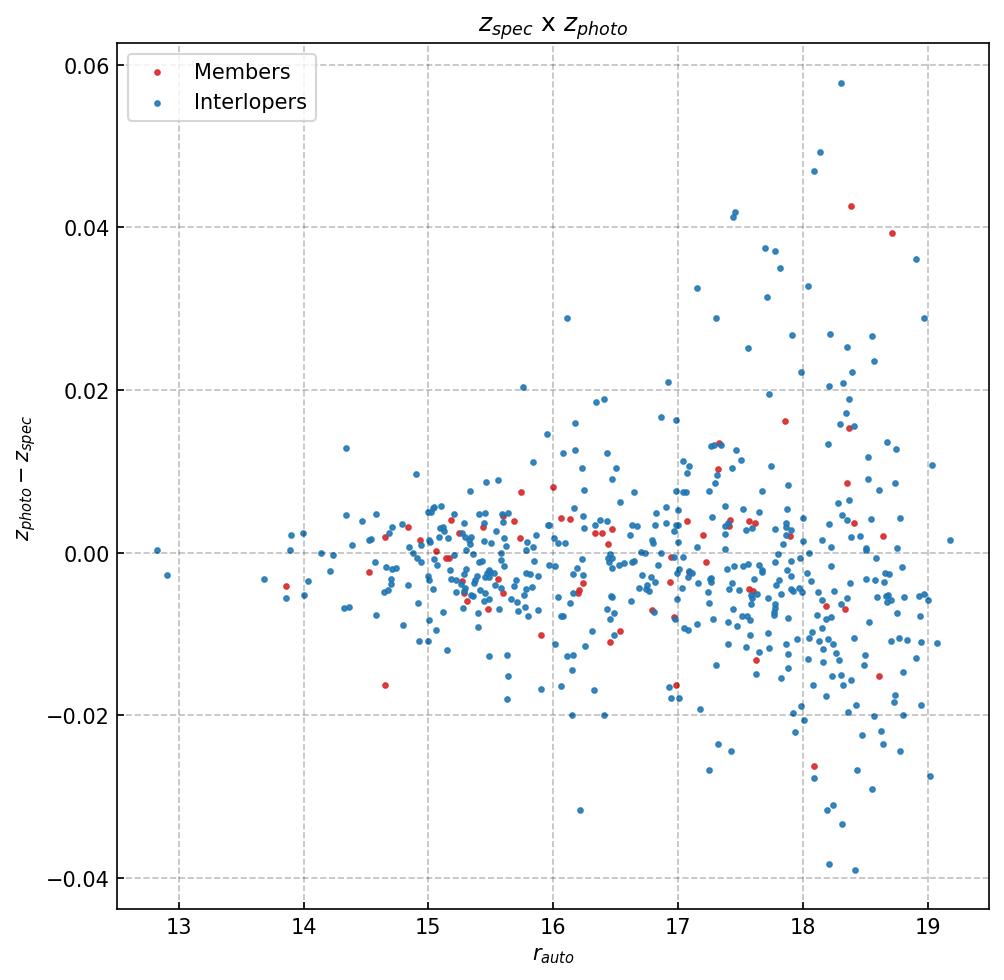 z_spec x z_photo
Members
Interlopers
0.06
0.04
0.02
0.00
−0.02
−0.04
z_photo − z_spec
13 14 15 16 17 18 19
r_auto